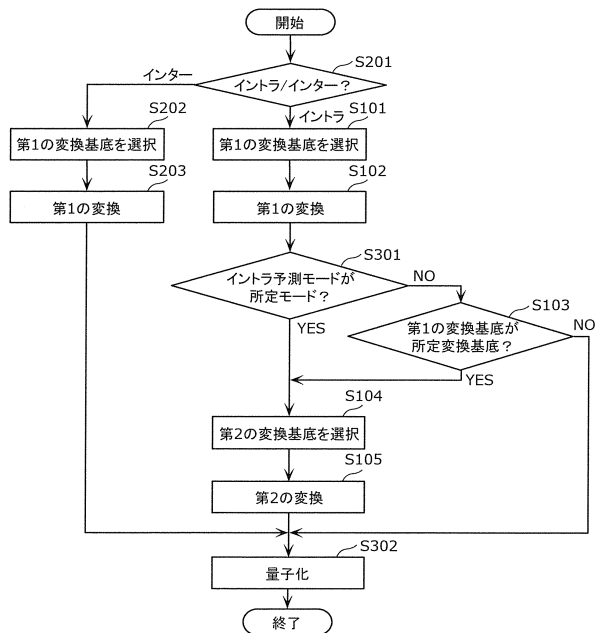 開始
S201
イントラ/インター？
インター
イントラ
S202
第1の変換基底を選択
S101
第1の変換基底を選択
S203
第1の変換
S102
第1の変換
S301
イントラ予測モードが
所定モード？
NO
YES
S103
第1の変換基底が
所定変換基底？
NO
YES
S104
第2の変換基底を選択
S105
第2の変換
S302
量子化
終了